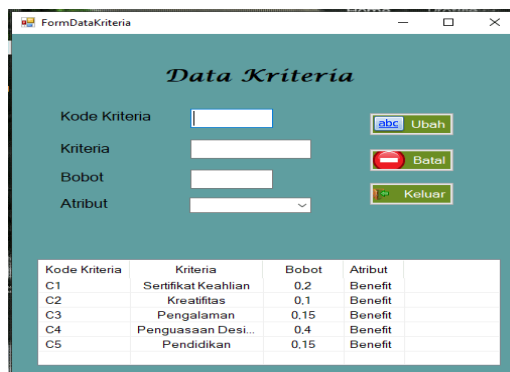 FormDataKriteria
Data Kriteria
Kode Kriteria
abc Ubah
Kriteria
Batal
Bobot
Atribut
Keluar
Kode Kriteria Kriteria Bobot Atribut
C1 Sertifikat Keahlian 0,2 Benefit
C2 Kreatifitas 0,1 Benefit
C3 Pengalaman 0,15 Benefit
C4 Penguasaan Desi... 0,4 Benefit
C5 Pendidikan 0,15 Benefit